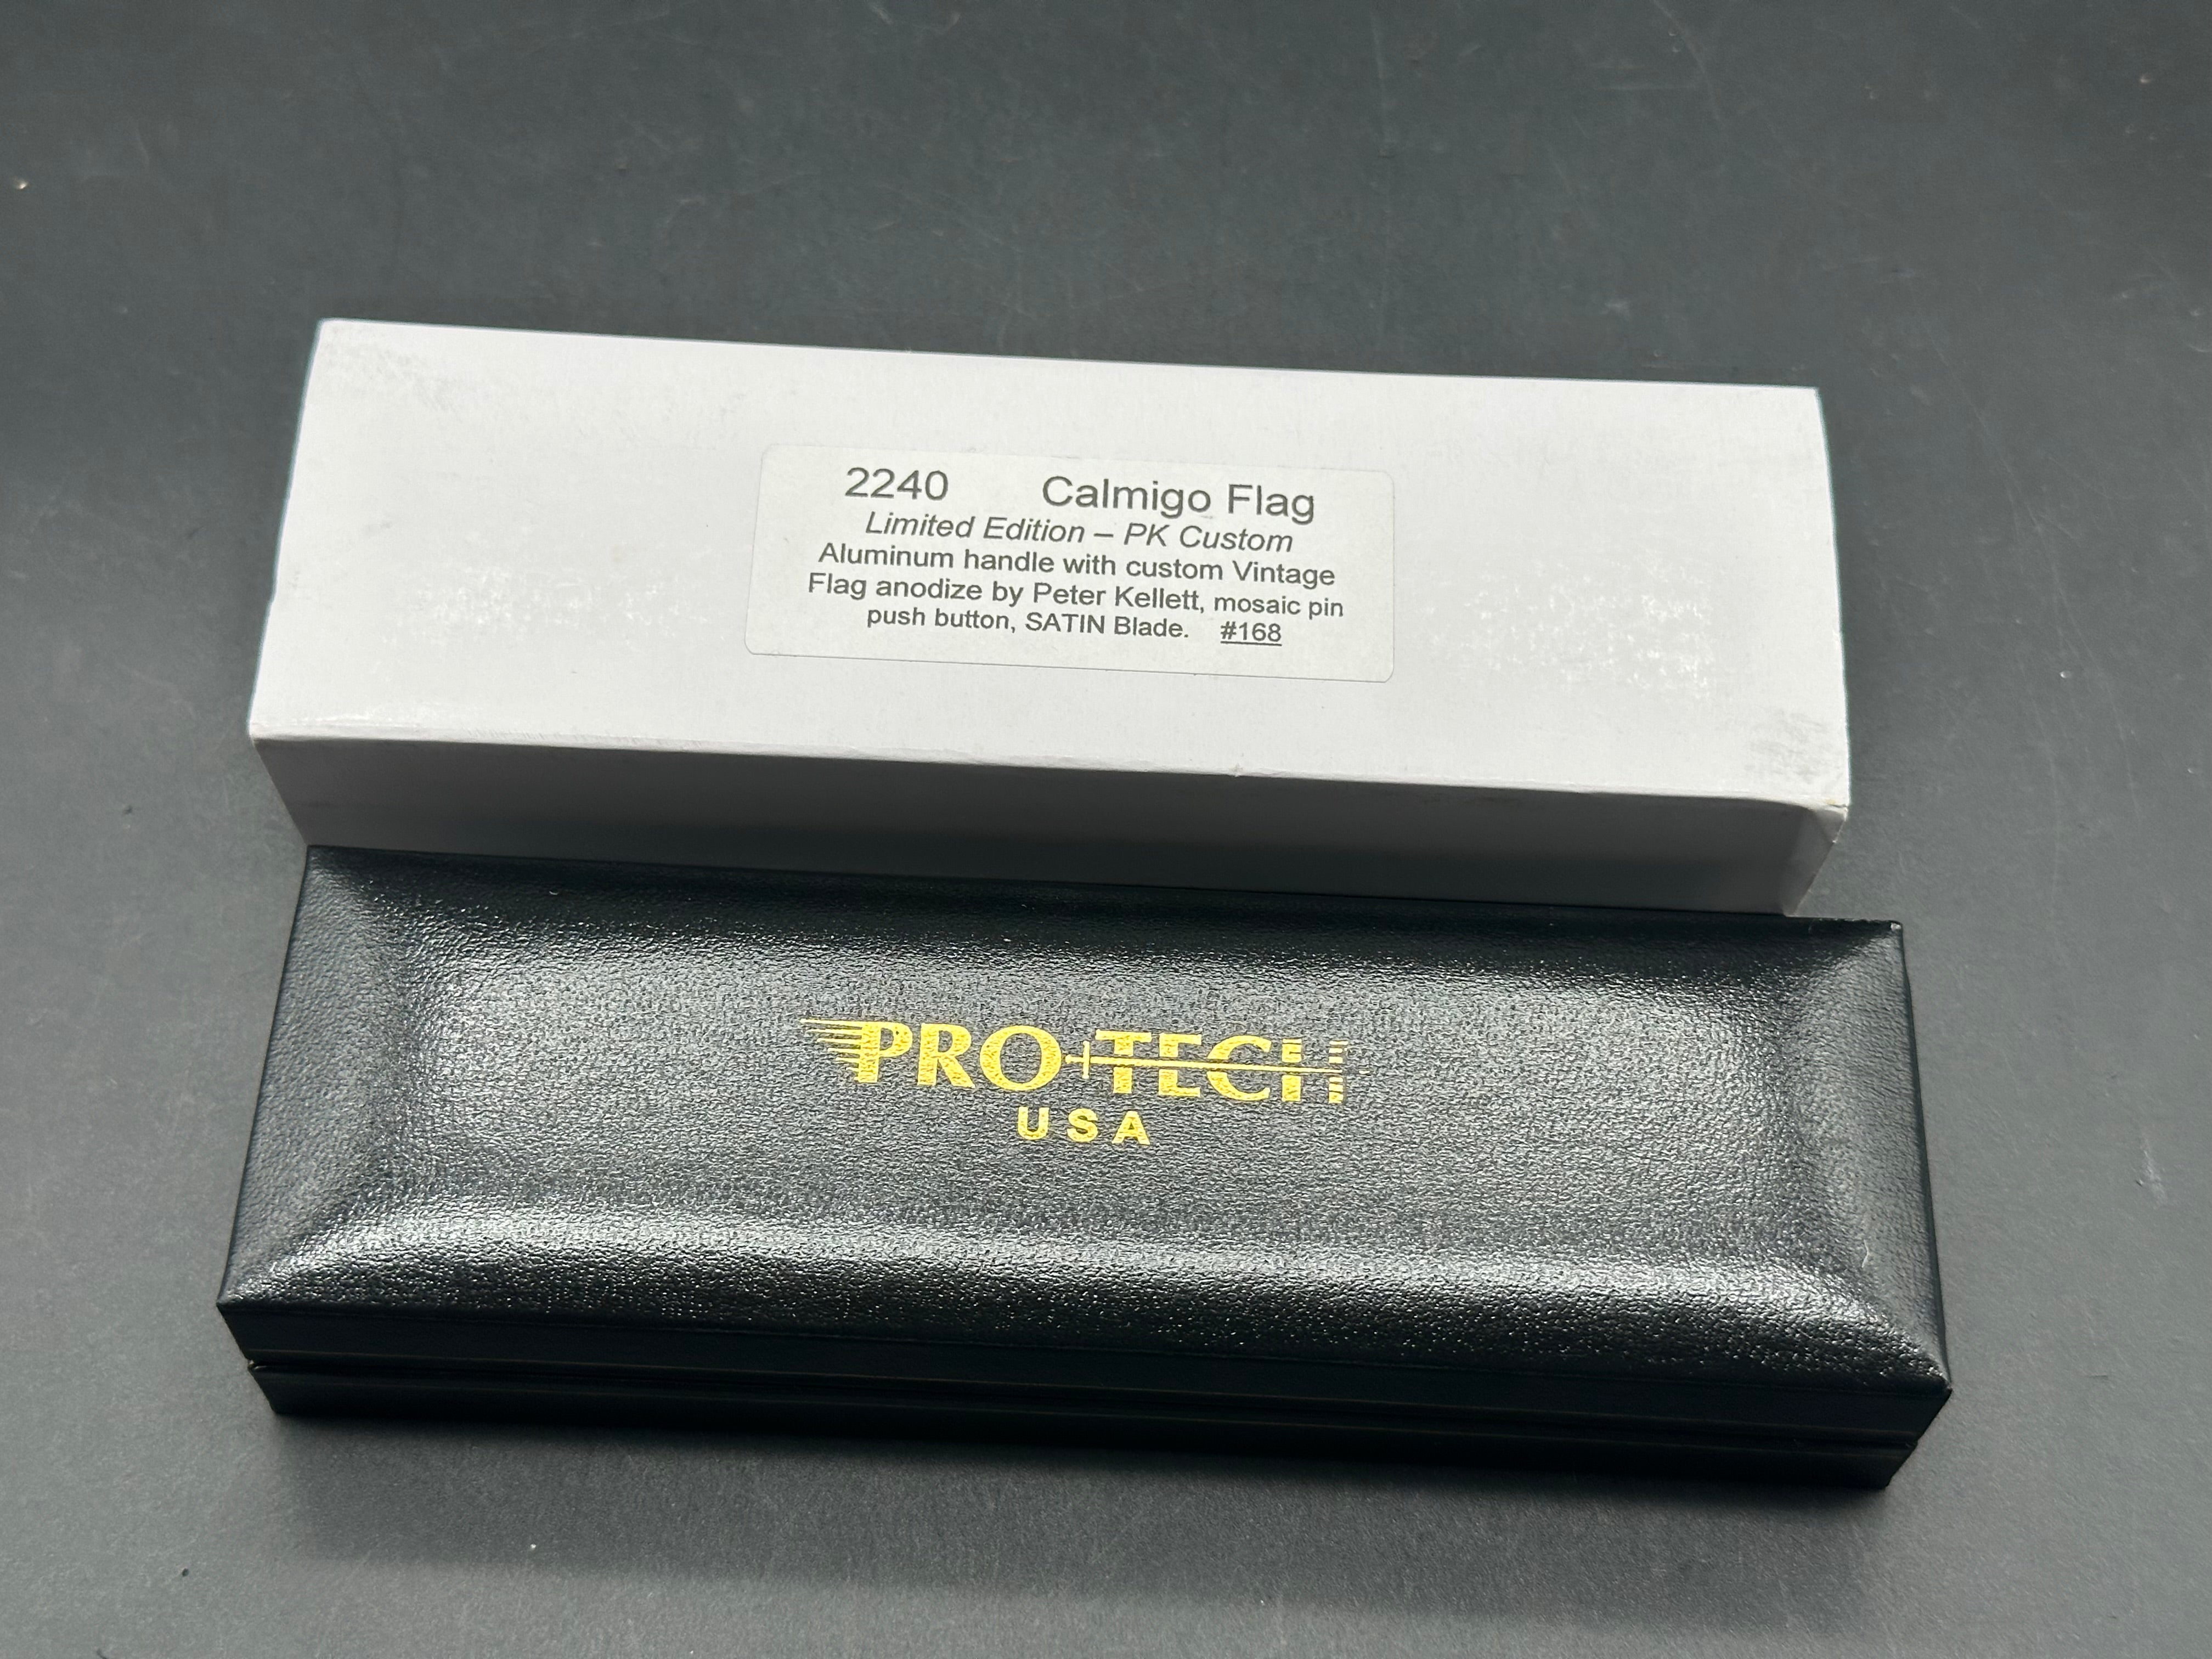 2240 Calmigo Flag
Limited Edition – PK Custom
Aluminum handle with custom Vintage
Flag anodize by Peter Kellett, mosaic pin
push button, SATIN Blade. #168
PRO-TECH
USA